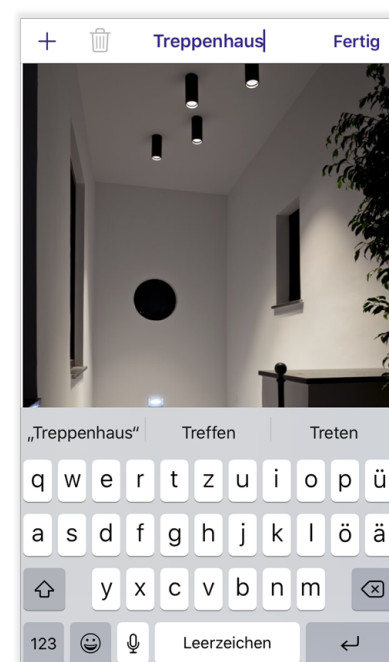 + Treppenhaus Fertig
„Treppenhaus“ Treffen Treten
q w e r t z u i o p ü
a s d f g h j k l ö ä
y x c v b n m
123 Leerzeichen